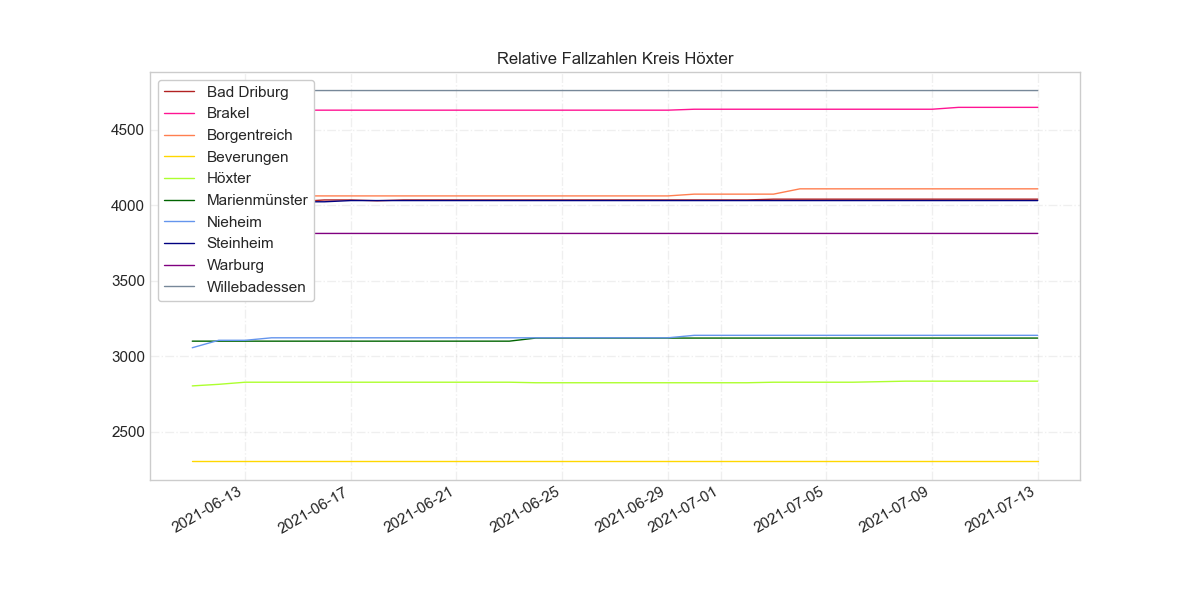 Relative Fallzahlen Kreis Höxter
Bad Driburg
Brakel
Borgentreich
Beverungen
Höxter
Marienmünster
Nieheim
Steinheim
Warburg
Willebadessen
4500
4000
3500
3000
2500
2021-06-13
2021-06-17
2021-06-21
2021-06-25
2021-06-29
2021-07-01
2021-07-05
2021-07-09
2021-07-13